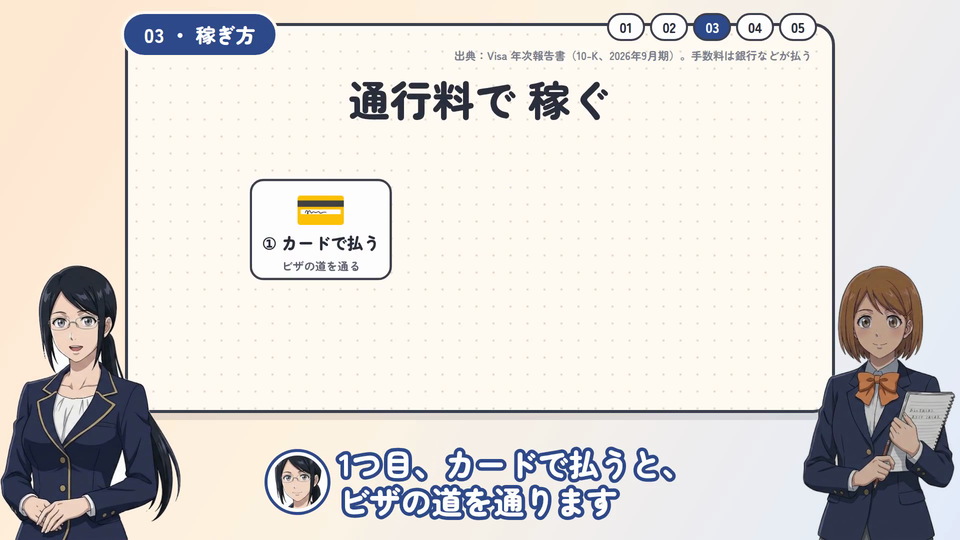 03 ・ 稼ぎ方
01 02 03 04 05
出典：Visa 年次報告書（10-K、2026年9月期）。手数料は銀行などが払う
通行料で 稼ぐ
① カードで払う
ビザの道を通る
1つ目、カードで払うと、
ビザの道を通ります